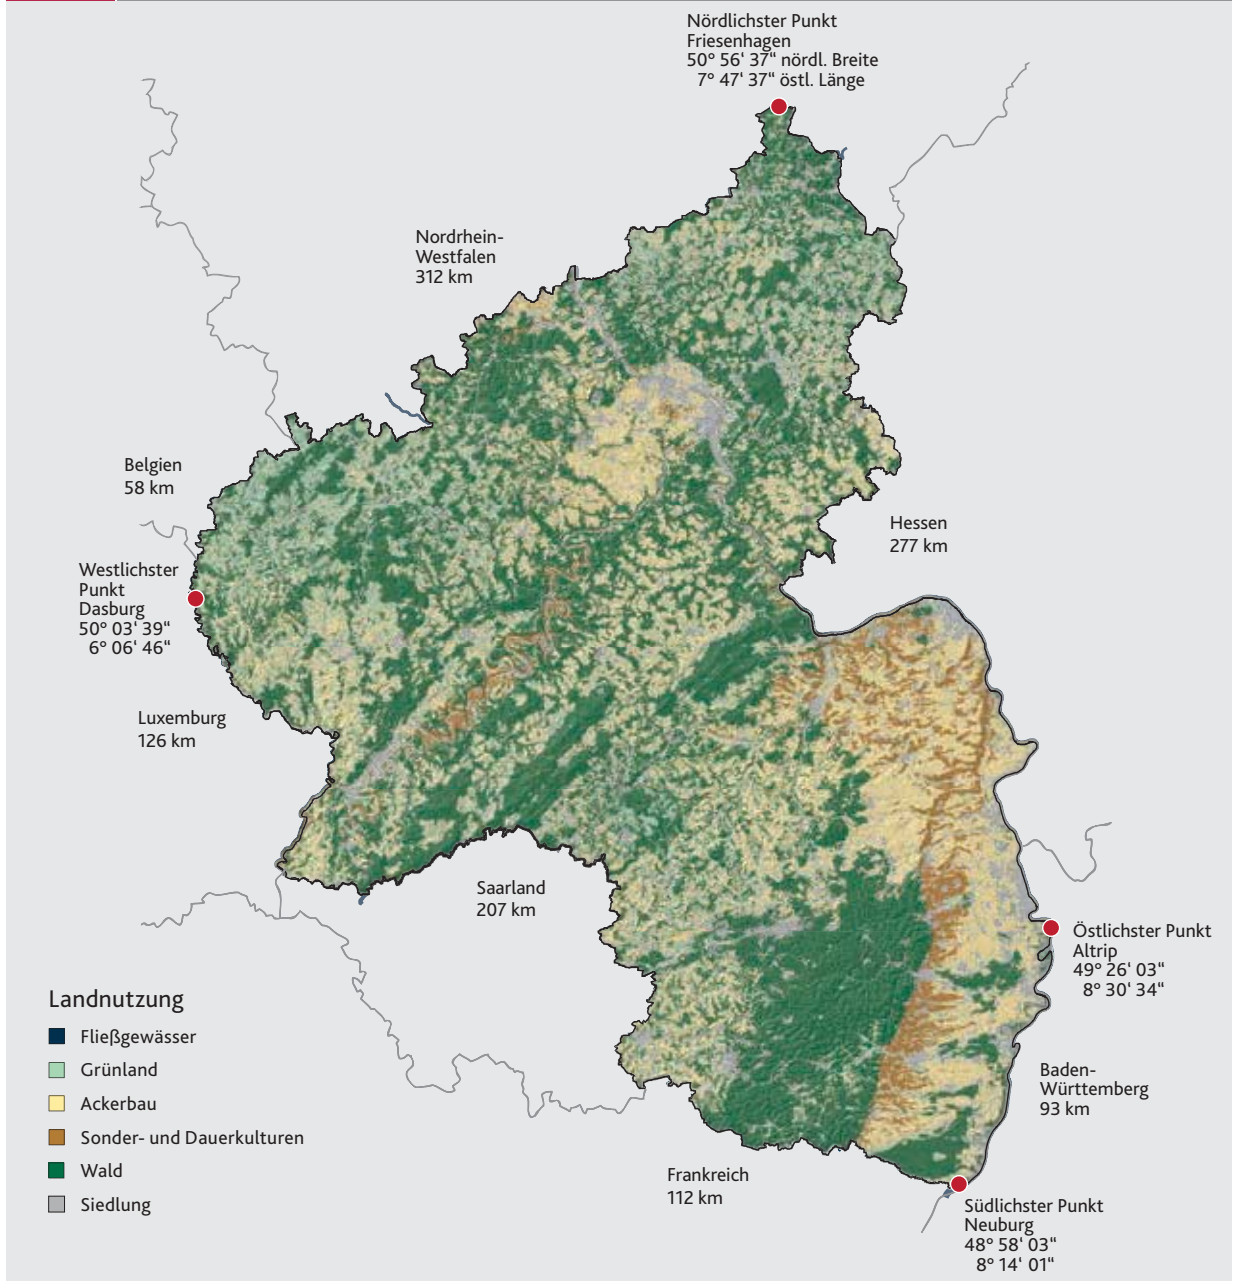 Nördlichster Punkt
Friesenhagen
50° 56‘ 37“ nördl. Breite
7° 47‘ 37“ östl. Länge
Nordrhein-
Westfalen
312 km
Belgien
58 km
Hessen
277 km
Westlichster
Punkt
Dasburg
50° 03‘ 39“
6° 06‘ 46“
Luxemburg
126 km
Saarland
207 km
Östlichster Punkt
Altrip
49° 26‘ 03“
8° 30‘ 34“
Landnutzung
Fließgewässer
Grünland
Ackerbau
Sonder- und Dauerkulturen
Wald
Siedlung
Baden-
Württemberg
93 km
Frankreich
112 km
Südlichster Punkt
Neuburg
48° 58‘ 03“
8° 14‘ 01“